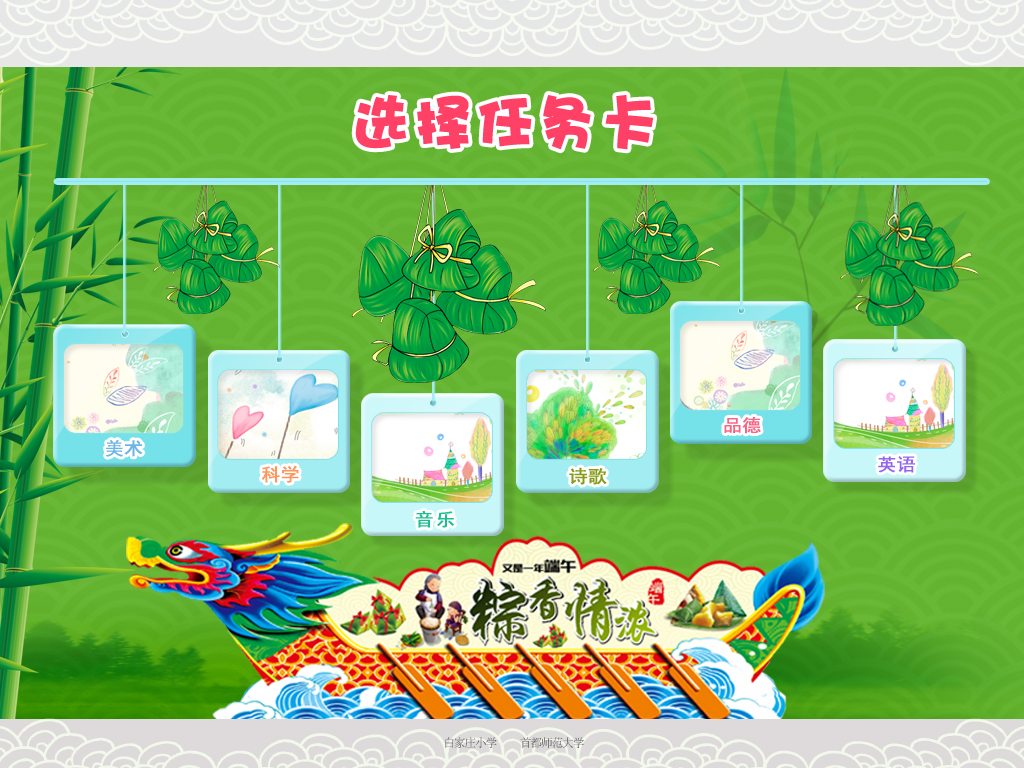 选择任务卡
美术
科学
音乐
诗歌
品德
英语
又是一年端午
粽香情浓
端午
白家庄小学 首都师范大学